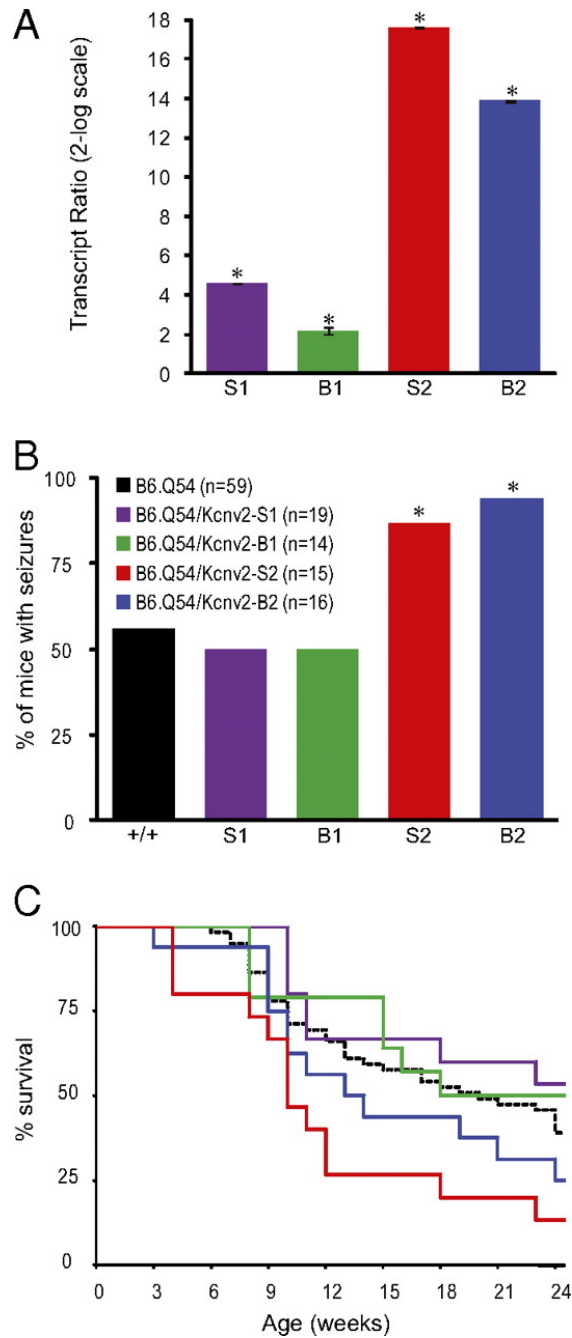 A
Transcript Ratio (2-log scale)
18
16
14
12
10
8
6
4
2
0
*
*
*
*
S1 B1 S2 B2
B
% of mice with seizures
100
75
50
25
0
B6.Q54 (n=59)
B6.Q54/Kcnv2-S1 (n=19)
B6.Q54/Kcnv2-B1 (n=14)
B6.Q54/Kcnv2-S2 (n=15)
B6.Q54/Kcnv2-B2 (n=16)
*
*
+/+ S1 B1 S2 B2
C
% survival
100
75
50
25
0
0 3 6 9 12 15 18 21 24
Age (weeks)